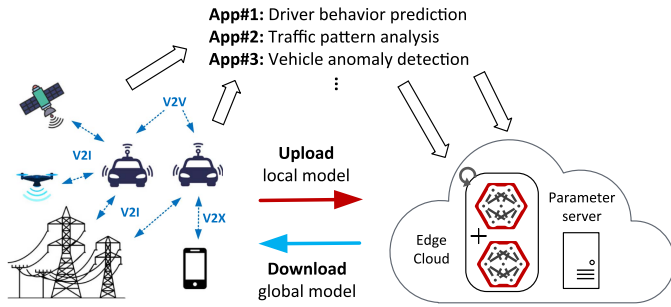 App#1: Driver behavior prediction
App#2: Traffic pattern analysis
App#3: Vehicle anomaly detection
...
V2V
V2I
V2I
V2X
Upload
local model
Download
global model
Edge
Cloud
+
Parameter
server